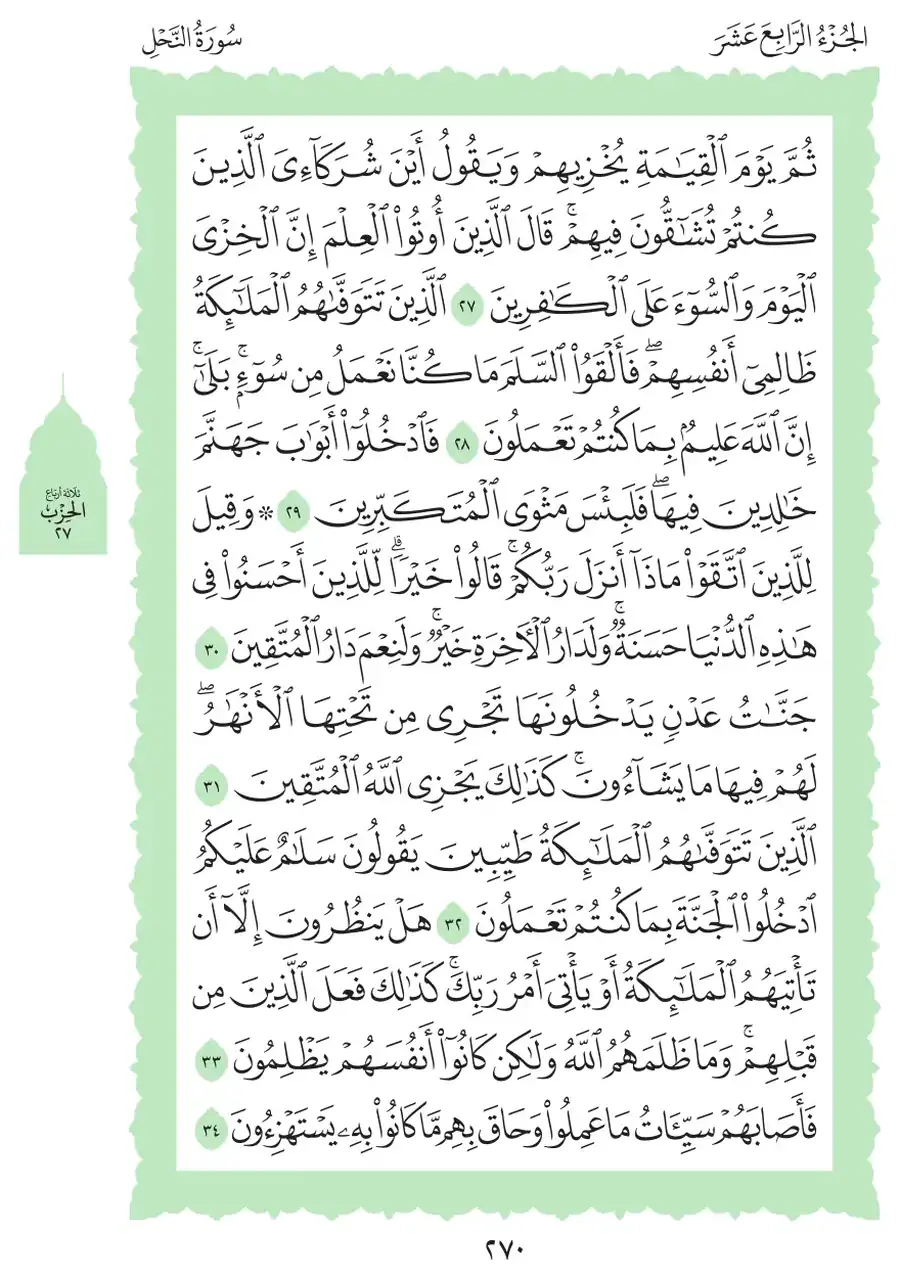 الجُزْءُ الرَّابِعَ عَشَرَ
سُورَةُ النَّحْلِ
ثُمَّ يَوْمَ ٱلْقِيَٰمَةِ يُخْزِيهِمْ وَيَقُولُ أَيْنَ شُرَكَآءِىَ ٱلَّذِينَ
كُنتُمْ تُشَٰٓقُّونَ فِيهِمْۚ قَالَ ٱلَّذِينَ أُوتُوا۟ ٱلْعِلْمَ إِنَّ ٱلْخِزْىَ
ٱلْيَوْمَ وَٱلسُّوٓءَ عَلَى ٱلْكَٰفِرِينَ ٢٧ ٱلَّذِينَ تَتَوَفَّىٰهُمُ ٱلْمَلَٰٓئِكَةُ
ظَالِمِىٓ أَنفُسِهِمْۖ فَأَلْقَوُا۟ ٱلسَّلَمَ مَا كُنَّا نَعْمَلُ مِن سُوٓءٍۭۚ بَلَىٰٓۚ
إِنَّ ٱللَّهَ عَلِيمٌۢ بِمَا كُنتُمْ تَعْمَلُونَ ٢٨ فَٱدْخُلُوٓا۟ أَبْوَٰبَ جَهَنَّمَ
خَٰلِدِينَ فِيهَاۖ فَلَبِئْسَ مَثْوَى ٱلْمُتَكَبِّرِينَ ٢٩ * وَقِيلَ
لِلَّذِينَ ٱتَّقَوْا۟ مَاذَآ أَنزَلَ رَبُّكُمْۚ قَالُوا۟ خَيْرًاۗ لِّلَّذِينَ أَحْسَنُوا۟ فِى
هَٰذِهِ ٱلدُّنْيَا حَسَنَةٌۚ وَلَدَارُ ٱلْءَاخِرَةِ خَيْرٌۚ وَلَنِعْمَ دَارُ ٱلْمُتَّقِينَ ٣٠
جَنَّٰتُ عَدْنٍ يَدْخُلُونَهَا تَجْرِى مِن تَحْتِهَا ٱلْأَنْهَٰرُۖ
لَهُمْ فِيهَا مَا يَشَآءُونَۚ كَذَٰلِكَ يَجْزِى ٱللَّهُ ٱلْمُتَّقِينَ ٣١
ٱلَّذِينَ تَتَوَفَّىٰهُمُ ٱلْمَلَٰٓئِكَةُ طَيِّبِينَ يَقُولُونَ سَلَٰمٌ عَلَيْكُمُ
ٱدْخُلُوا۟ ٱلْجَنَّةَ بِمَا كُنتُمْ تَعْمَلُونَ ٣٢ هَلْ يَنظُرُونَ إِلَّآ أَن
تَأْتِيَهُمُ ٱلْمَلَٰٓئِكَةُ أَوْ يَأْتِىَ أَمْرُ رَبِّكَۚ كَذَٰلِكَ فَعَلَ ٱلَّذِينَ مِن
قَبْلِهِمْۚ وَمَا ظَلَمَهُمُ ٱللَّهُ وَلَٰكِن كَانُوٓا۟ أَنفُسَهُمْ يَظْلِمُونَ ٣٣
فَأَصَابَهُمْ سَيِّـَٔاتُ مَا عَمِلُوا۟ وَحَاقَ بِهِم مَّا كَانُوا۟ بِهِۦ يَسْتَهْزِءُونَ ٣٤
ثلاثة أرباع
الحِزْب
٢٧
٢٧٠